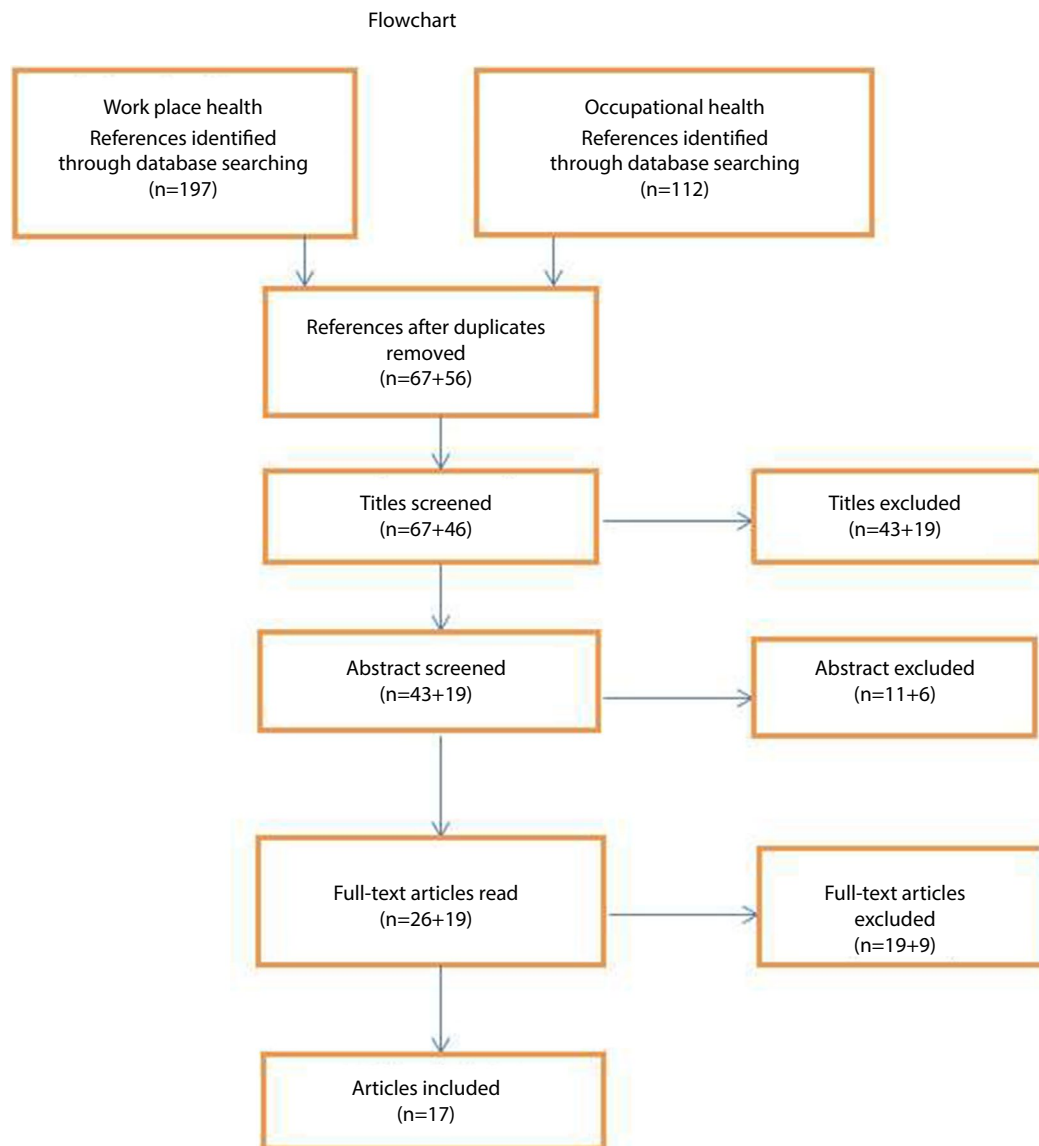 Flowchart
Work place health
References identified
through database searching
(n=197)
Occupational health
References identified
through database searching
(n=112)
References after duplicates
removed
(n=67+56)
Titles screened
(n=67+46)
Titles excluded
(n=43+19)
Abstract screened
(n=43+19)
Abstract excluded
(n=11+6)
Full-text articles read
(n=26+19)
Full-text articles
excluded
(n=19+9)
Articles included
(n=17)